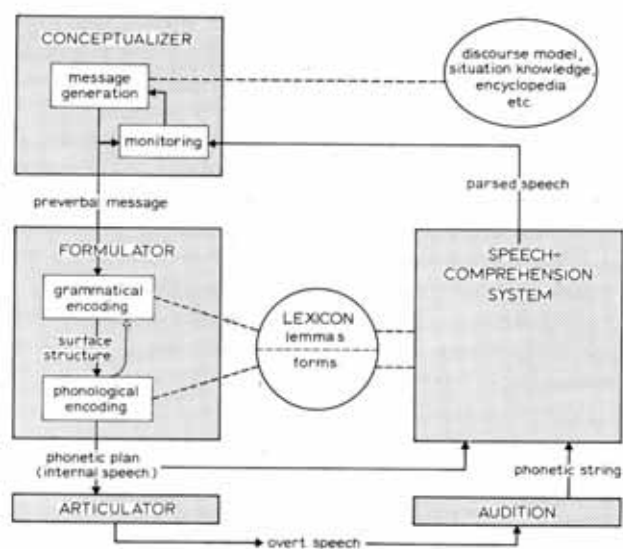 CONCEPTUALIZER
message
generation
monitoring
discourse model,
situation knowledge,
encyclopedia
etc.
parsed speech
preverbal message
FORMULATOR
grammatical
encoding
surface
structure
phonological
encoding
LEXICON
lemmas
forms
SPEECH-
COMPREHENSION
SYSTEM
phonetic plan
(internal speech)
phonetic string
ARTICULATOR
AUDITION
overt speech